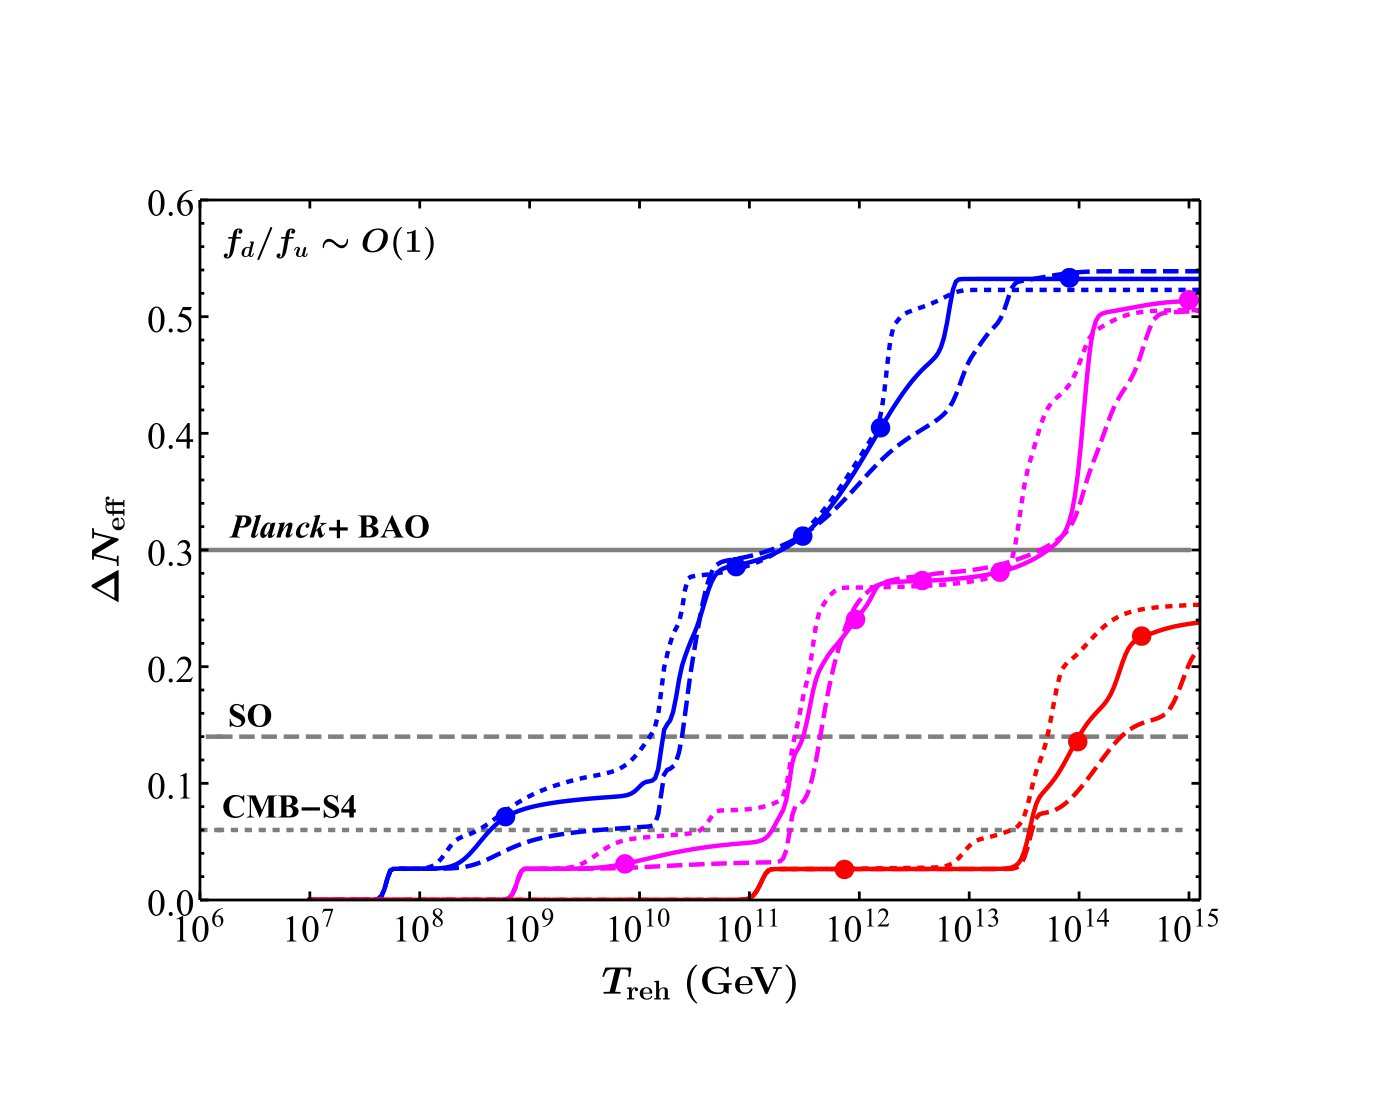 0.6
f_d/f_u ∼ O(1)
0.5
0.4
Planck+ BAO
0.3
ΔN_eff
0.2
SO
0.1
CMB−S4
0.0
10^6 10^7 10^8 10^9 10^10 10^11 10^12 10^13 10^14 10^15
T_reh (GeV)